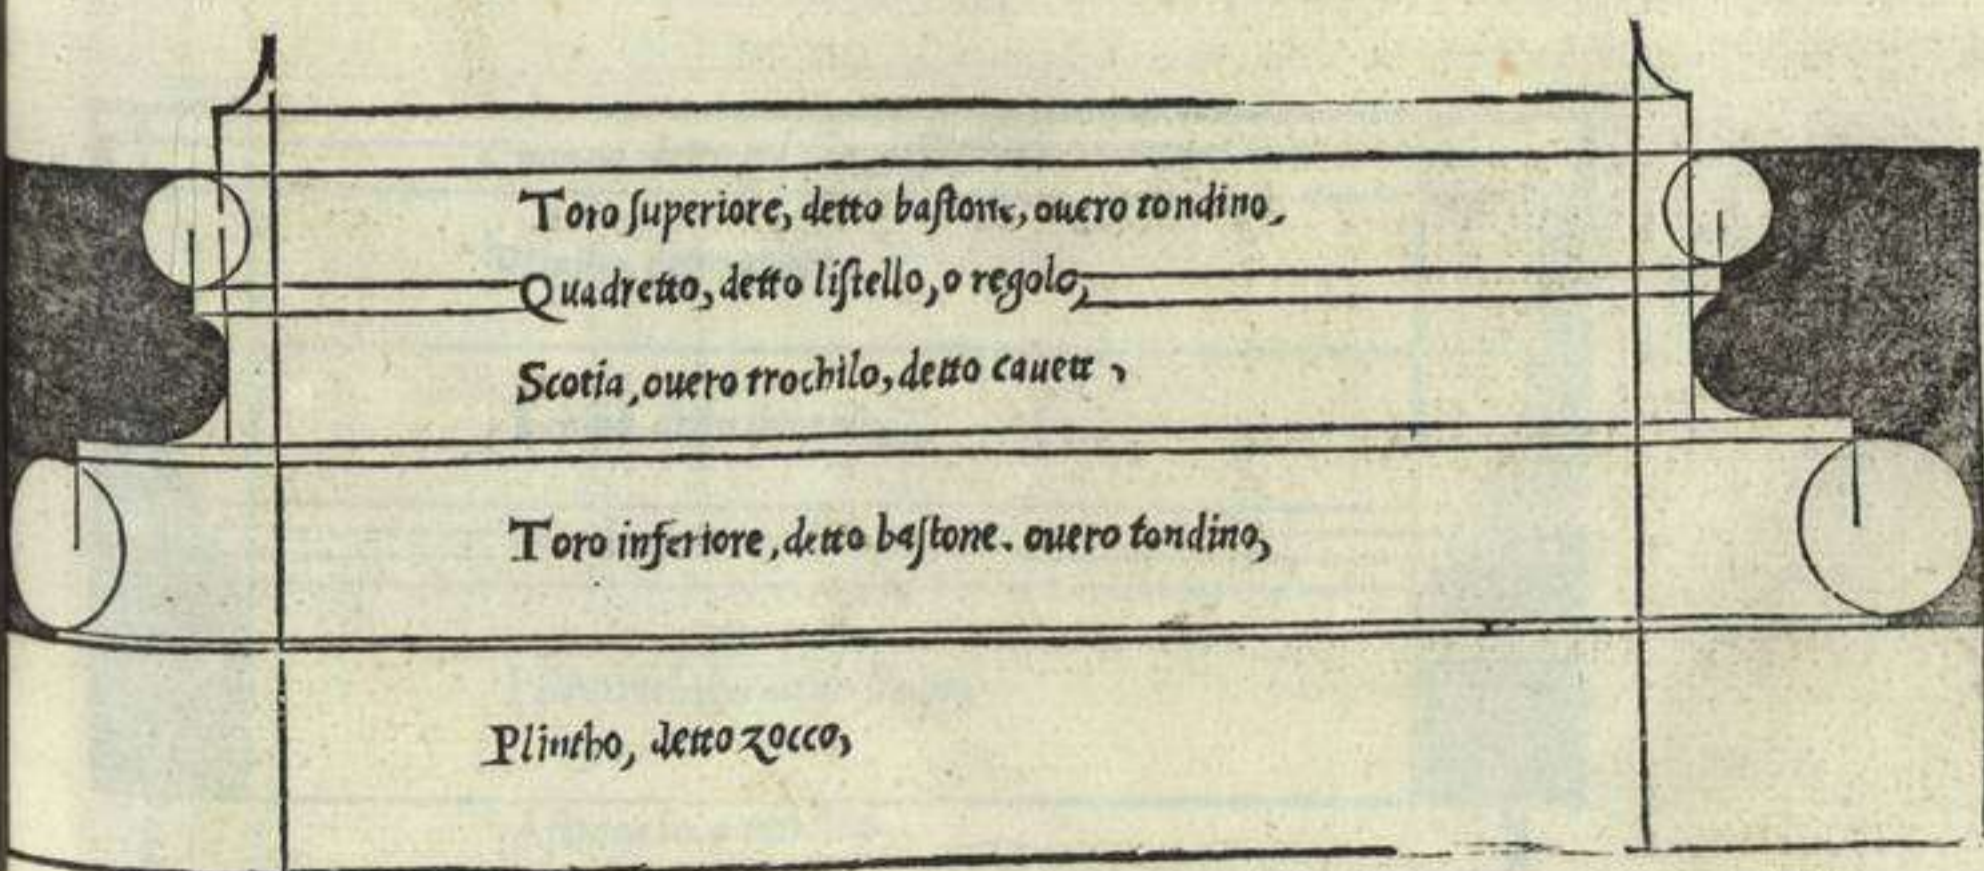 Toro ſuperiore, detto baſtone, ouero tondino,
Quadretto, detto liſtello, o regolo,
Scotia, ouero trochilo, detto cauett,
Toro inferiore, detto baſtone. ouero tondino,
Plintho, detto zocco,